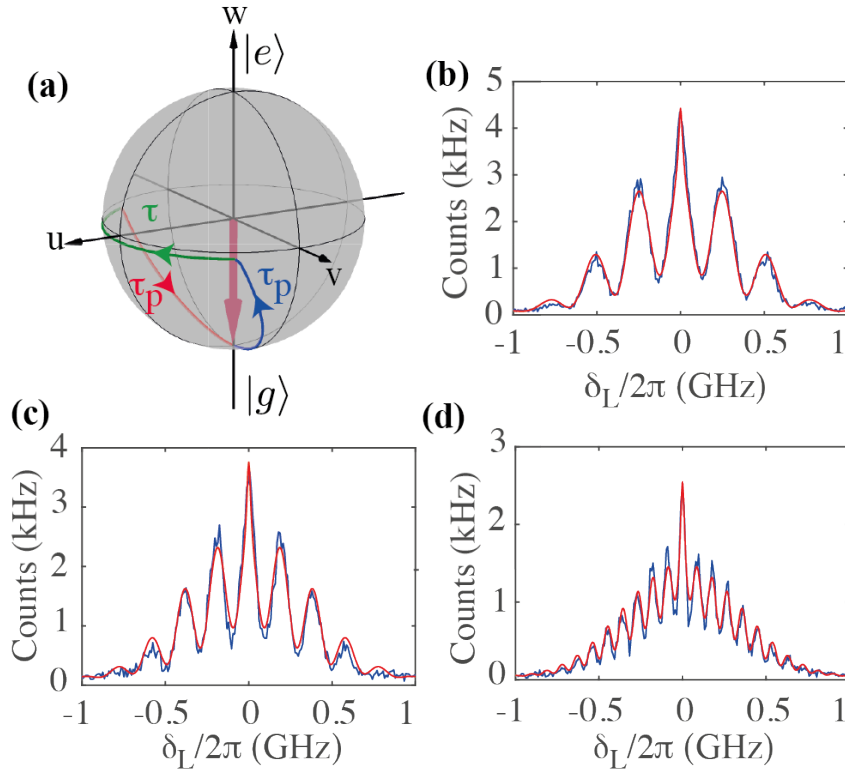 (a)
w
|e⟩
τ
u
τp
τp
v
|g⟩
(b)
Counts (kHz)
5
4
3
2
1
0
-1 -0.5 0 0.5 1
δL/2π (GHz)
(c)
Counts (kHz)
4
3
2
1
0
-1 -0.5 0 0.5 1
δL/2π (GHz)
(d)
Counts (kHz)
3
2
1
0
-1 -0.5 0 0.5 1
δL/2π (GHz)